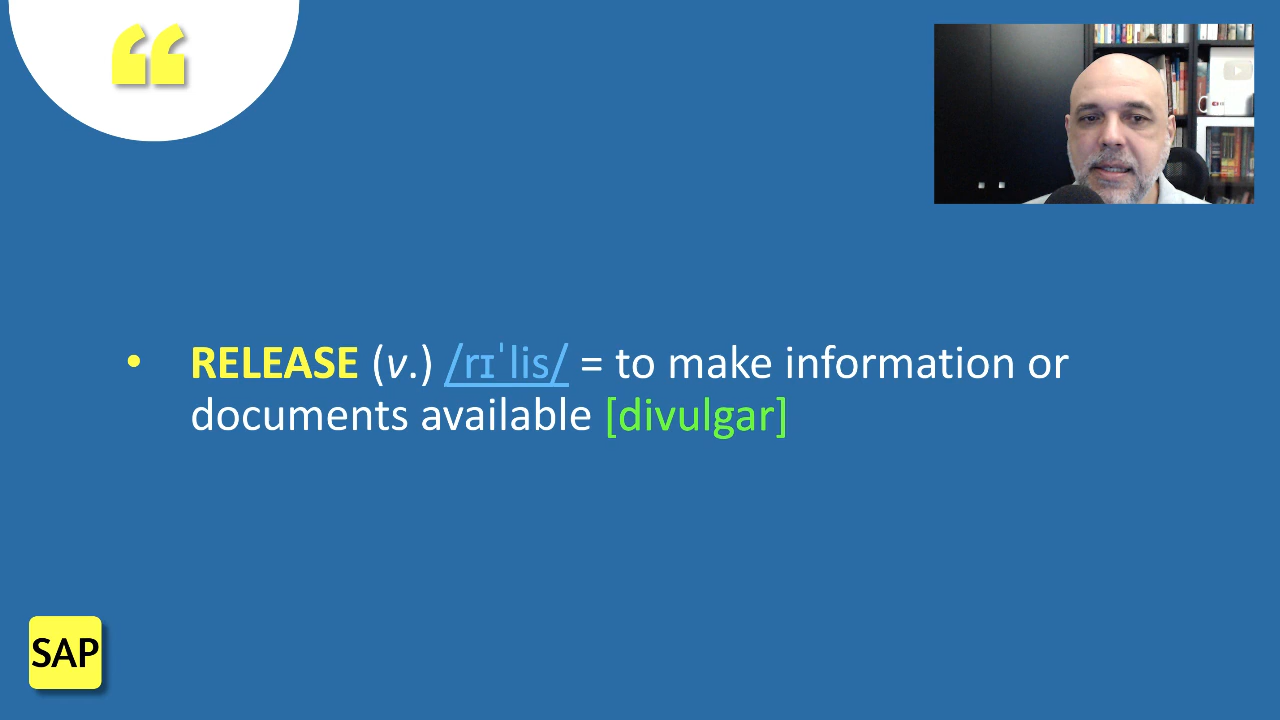 “
• RELEASE (v.) /rɪˈlis/ = to make information or
documents available [divulgar]
SAP